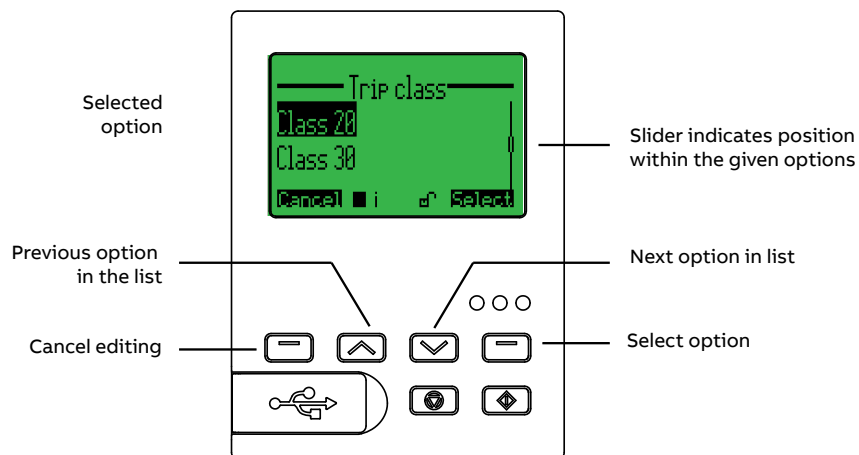 Trip class
Selected
option
Class 20
Class 30
Slider indicates position
within the given options
Cancel i Select
Previous option
in the list
Next option in list
Cancel editing
Select option